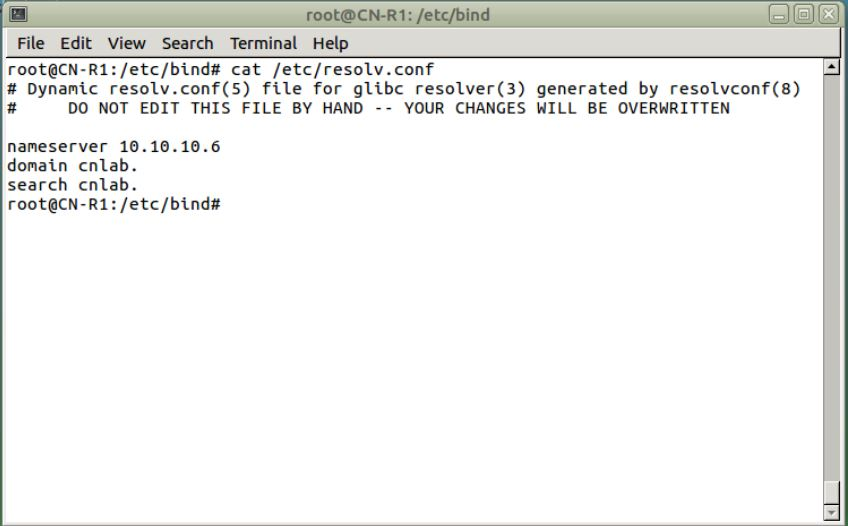 root@CN-R1: /etc/bind
File Edit View Search Terminal Help
root@CN-R1:/etc/bind# cat /etc/resolv.conf
# Dynamic resolv.conf(5) file for glibc resolver(3) generated by resolvconf(8)
#     DO NOT EDIT THIS FILE BY HAND -- YOUR CHANGES WILL BE OVERWRITTEN
nameserver 10.10.10.6
domain cnlab.
search cnlab.
root@CN-R1:/etc/bind#